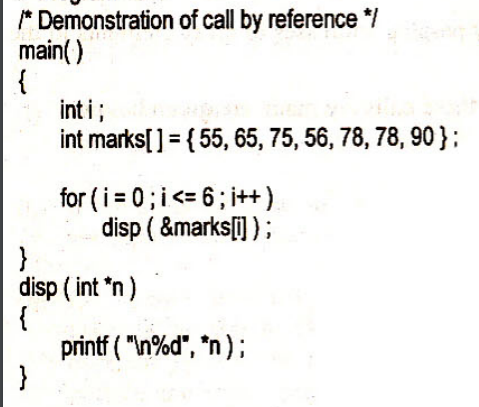 /* Demonstration of call by reference */
main( )
{
int i ;
int marks[ ] = { 55, 65, 75, 56, 78, 78, 90 } ;
for ( i = 0 ; i <= 6 ; i++ )
disp ( &marks[i] ) ;
}
disp ( int *n )
{
printf ( "\n%d", *n ) ;
}